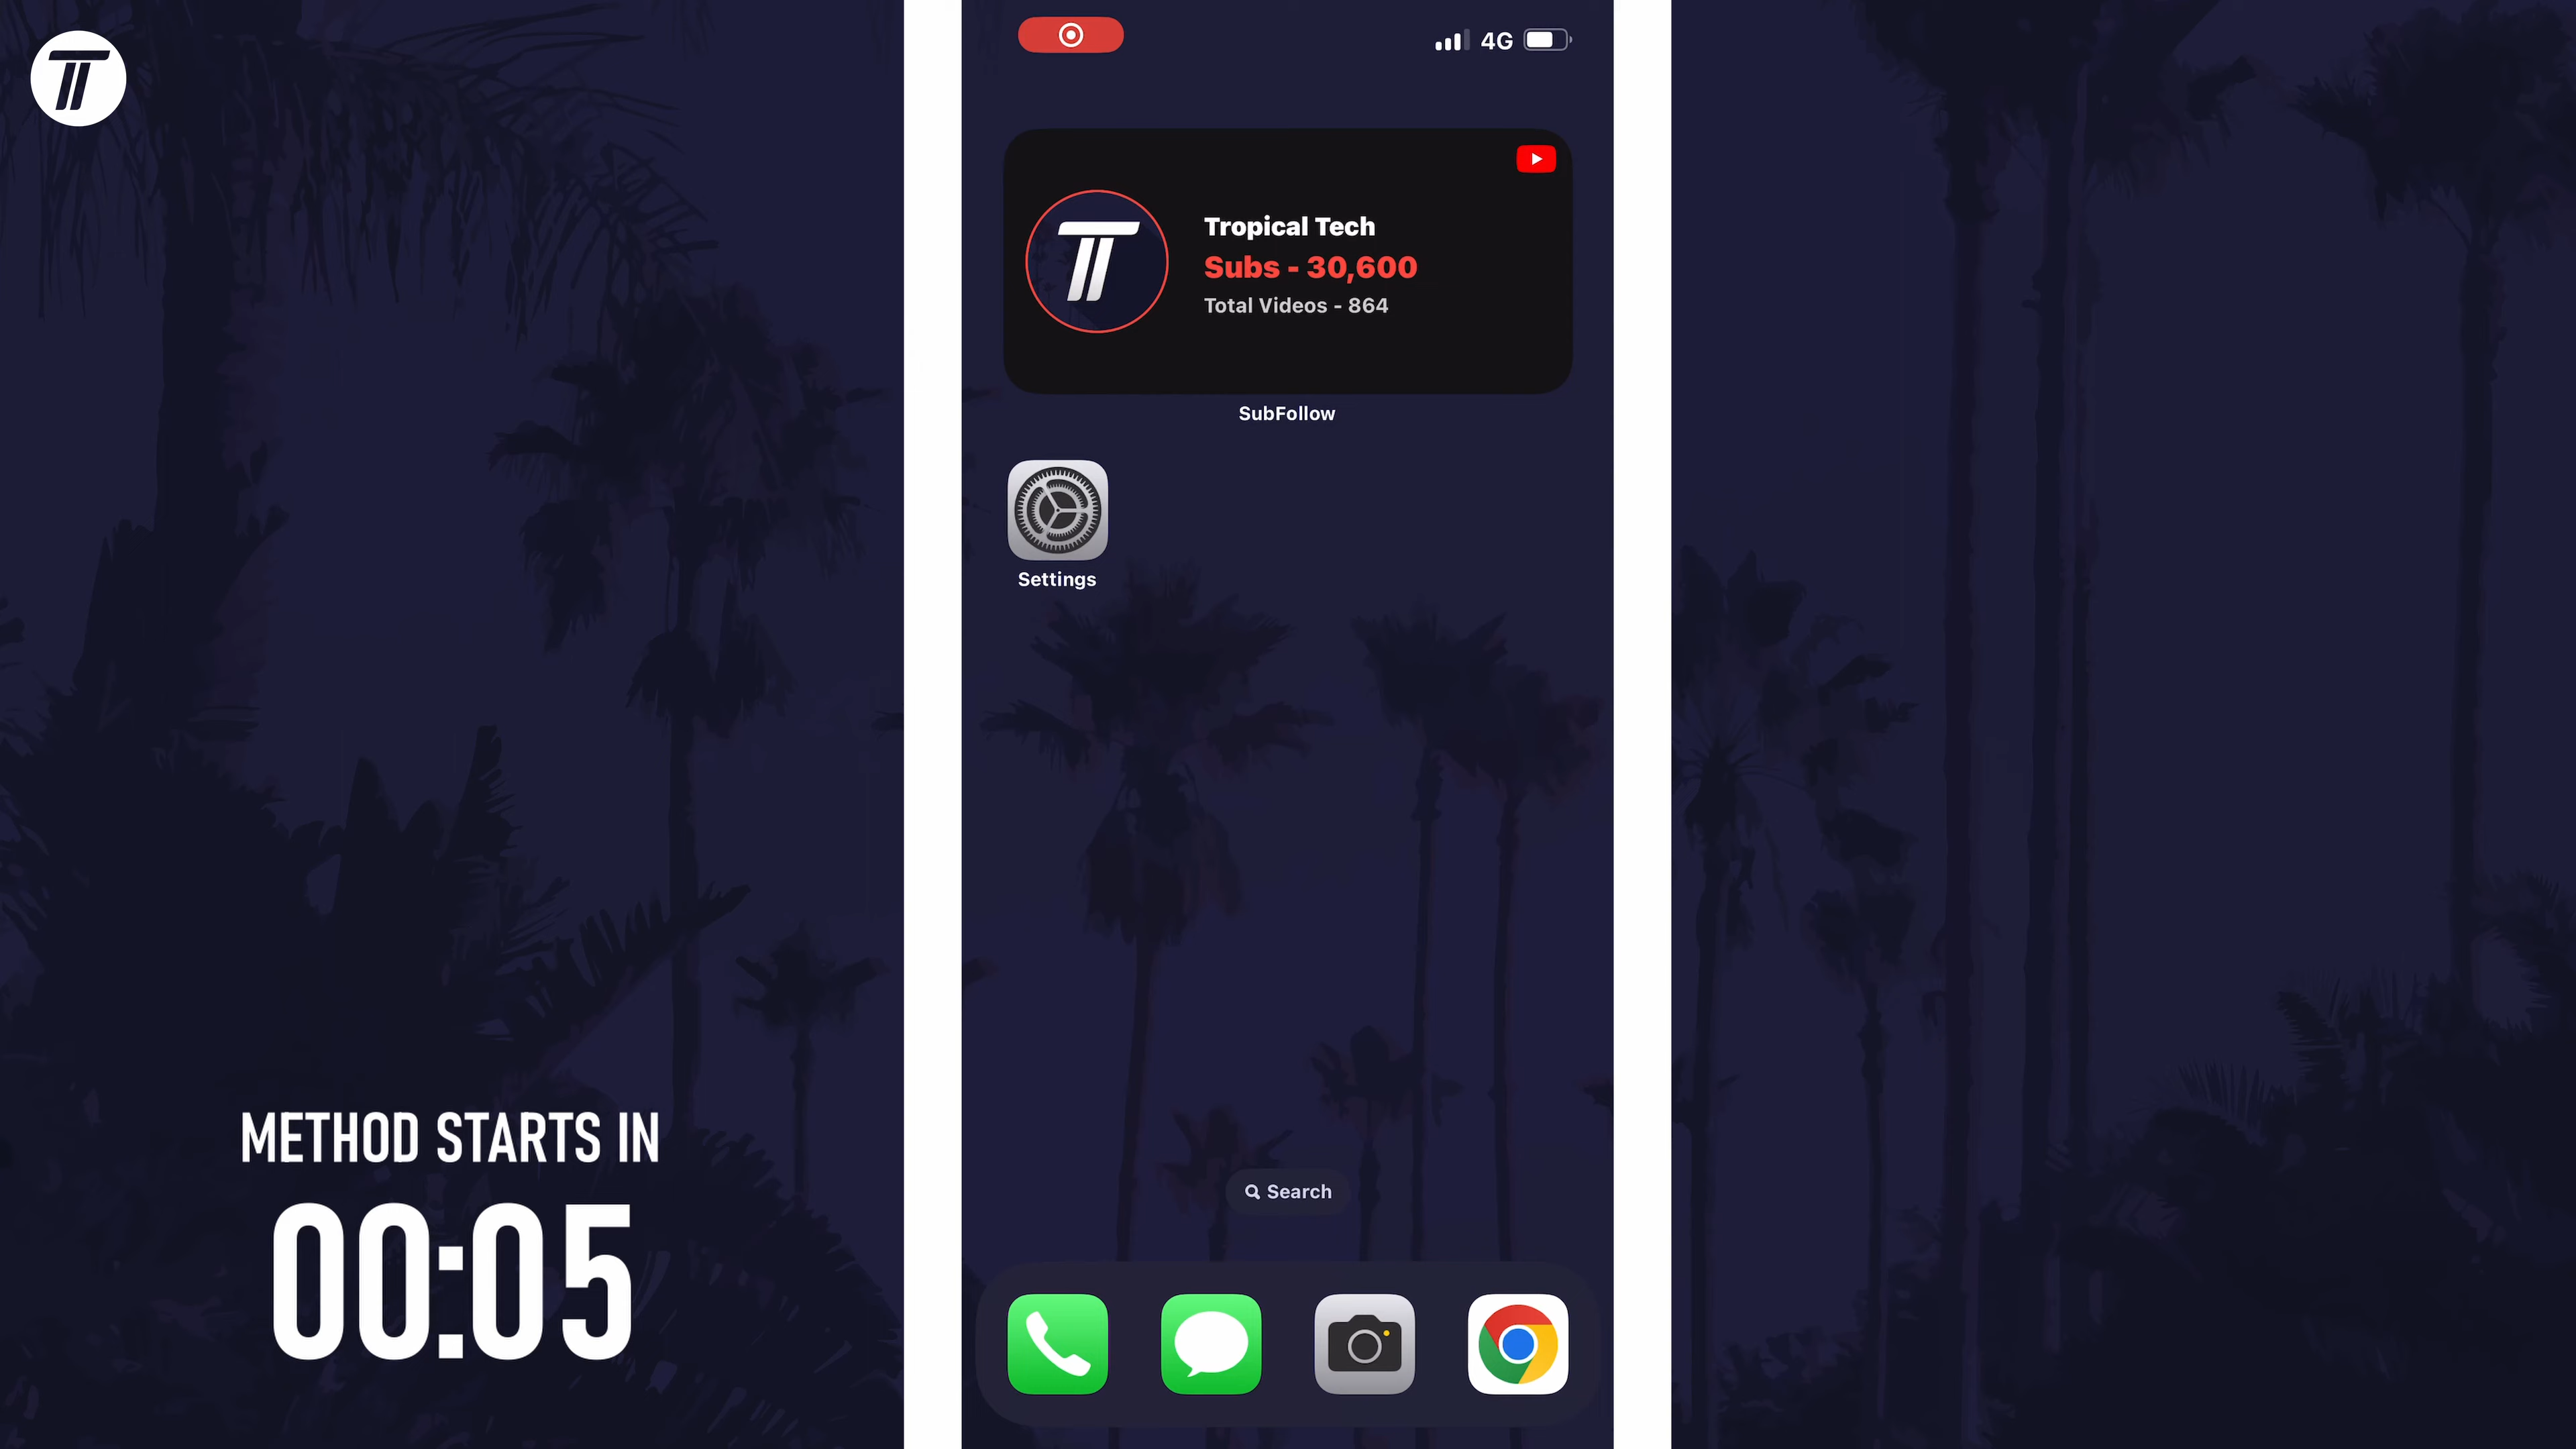 4G
Tropical Tech
Subs - 30,600
Total Videos - 864
SubFollow
Settings
METHOD STARTS IN
00:05
Search